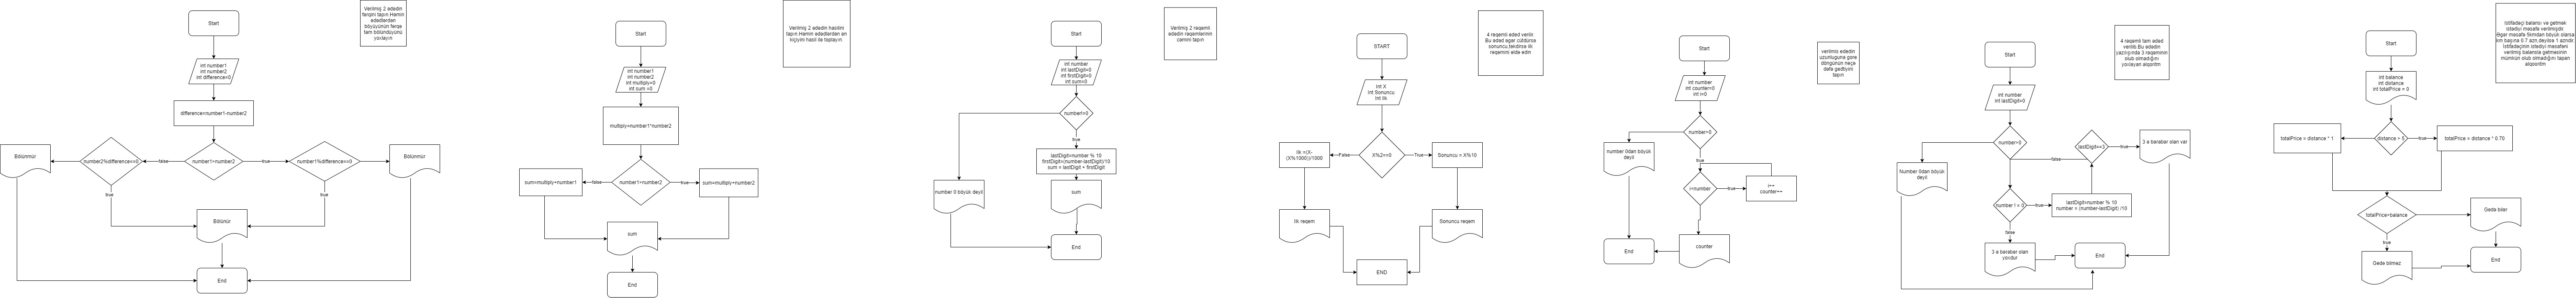 Start
Verilmiş 2 ədədin
fərqini tapın.Həmin
ədədlərdən
böyüyünün fərqə
tam bölündüyünü
yoxlayın
int number1
int number2
int difference=0
difference=number1-number2
Bölünmür
number2%difference==0
false
number1>number2
true
number1%difference==0
Bölünmür
true
true
Bölünür
End
Start
Verilmiş 2 ədədin hasilini
tapın.Həmin ədədlərdən ən
kiçiyini hasil ilə toplayın.
int number1
int number2
int multiply=0
int sum =0
multiply=number1*number2
sum=multiply+number1
false
number1>number2
true
sum=multiply+number2
sum
End
Start
Verilmiş 2 rəqəmli
ədədin rəqəmlərinin
cəmini tapın
int number
int lastDigit=0
int firstDigit=0
int sum=0
number!=0
true
lastDigit=number % 10
firstDigit=(number-lastDigit)/10
sum = lastDigit + firstDigit
number 0 böyük deyil
sum
End
START
4 rəqəmli ədəd verilir.
Bu ədəd əgər cütdürsə
sonuncu,təkdirsə ilk
rəqəmini əldə edin
int X
int Sonuncu
int Ilk
Ilk =(X-
(X%1000))/1000
False
X%2==0
True
Sonuncu = X%10
Ilk reqem
Sonuncu reqem
END
Start
verilmiş ədədin
uzunluguna görə
döngünün neçə
dəfə getdiyini
tapın
int number
int counter=0
int i=0
number>0
number 0dan böyük
deyil
true
i<number
true
i++
counter++
End
counter
Start
4 rəqəmli tam ədəd
verilib.Bu ədədin
yazılışında 3 rəqəminin
olub olmadığını
yoxlayan alqoritm
int number
int lastDigit=0
number>0
lastDigit==3
true
3 ə bərabər olan var
false
Number 0dan böyük
deyil
number ! = 0
true
lastDigit=number % 10
number = (number-lastDigit) /10
false
3 ə bərabər olan
yoxdur
End
Start
İstifadəçi balansı və getmək
istədiyi məsafə verilmişdir.
Əgər məsafə 5kmdən böyük olarsa
km başına 0.7 azn,deyilsə 1 azndir.
İstifadəçinin istədiyi məsafəni
verilmiş balansla getməsinin
mümkün olub olmadığını tapan
alqoritm
int balance
int distance
int totalPrice = 0
totalPrice = distance * 1
distance > 5
true
totalPrice = distance * 0.70
totalPrice>balance
Gedə bilər
true
Gedə bilməz
End